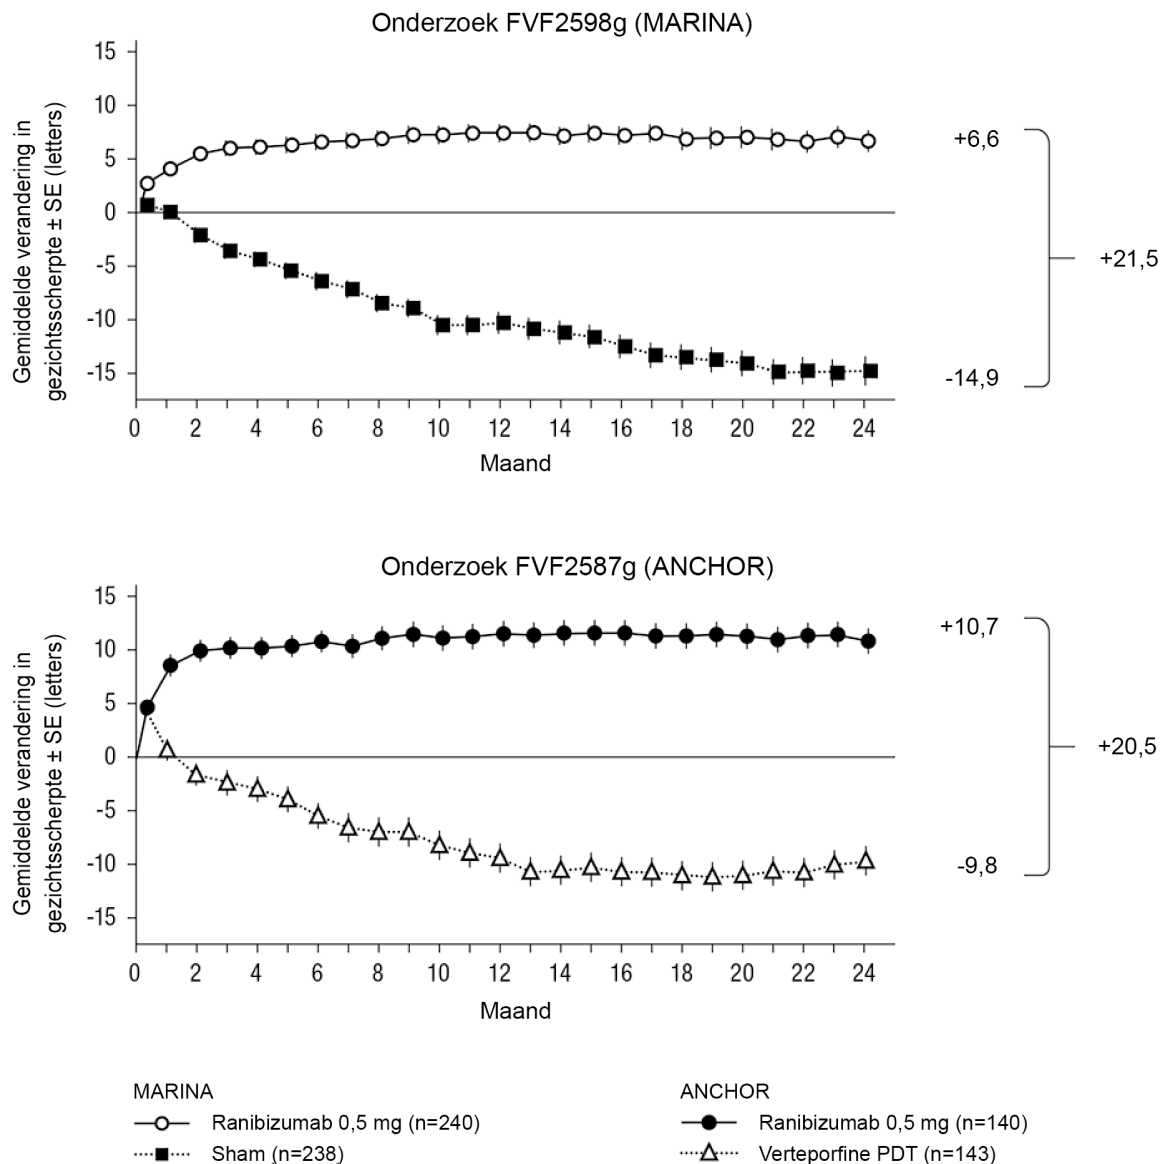 Onderzoek FVF2598g (MARINA)
Gemiddelde verandering in
gezichtsscherpte ± SE (letters)
15
10
5
0
-5
-10
-15
0 2 4 6 8 10 12 14 16 18 20 22 24
Maand
+6,6
-14,9
+21,5
Onderzoek FVF2587g (ANCHOR)
Gemiddelde verandering in
gezichtsscherpte ± SE (letters)
15
10
5
0
-5
-10
-15
0 2 4 6 8 10 12 14 16 18 20 22 24
Maand
+10,7
-9,8
+20,5
MARINA
Ranibizumab 0,5 mg (n=240)
Sham (n=238)
ANCHOR
Ranibizumab 0,5 mg (n=140)
Verteporfine PDT (n=143)